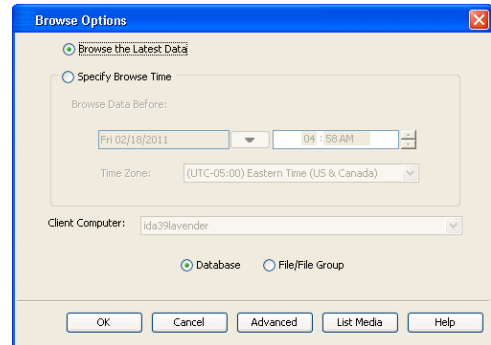 Browse Options
Browse the Latest Data
Specify Browse Time
Browse Data Before:
Fri 02/18/2011 04 : 58 AM
Time Zone: (UTC-05:00) Eastern Time (US & Canada)
Client Computer: ida39lavender
Database File/File Group
OK Cancel Advanced List Media Help